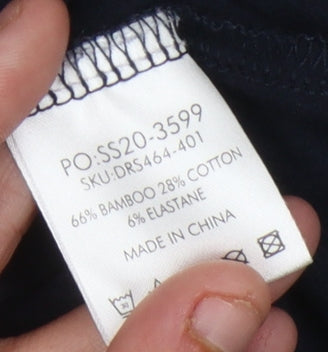 PO:SS20-3599
SKU:DRS464-401
66% BAMBOO 28% COTTON
6% ELASTANE
MADE IN CHINA